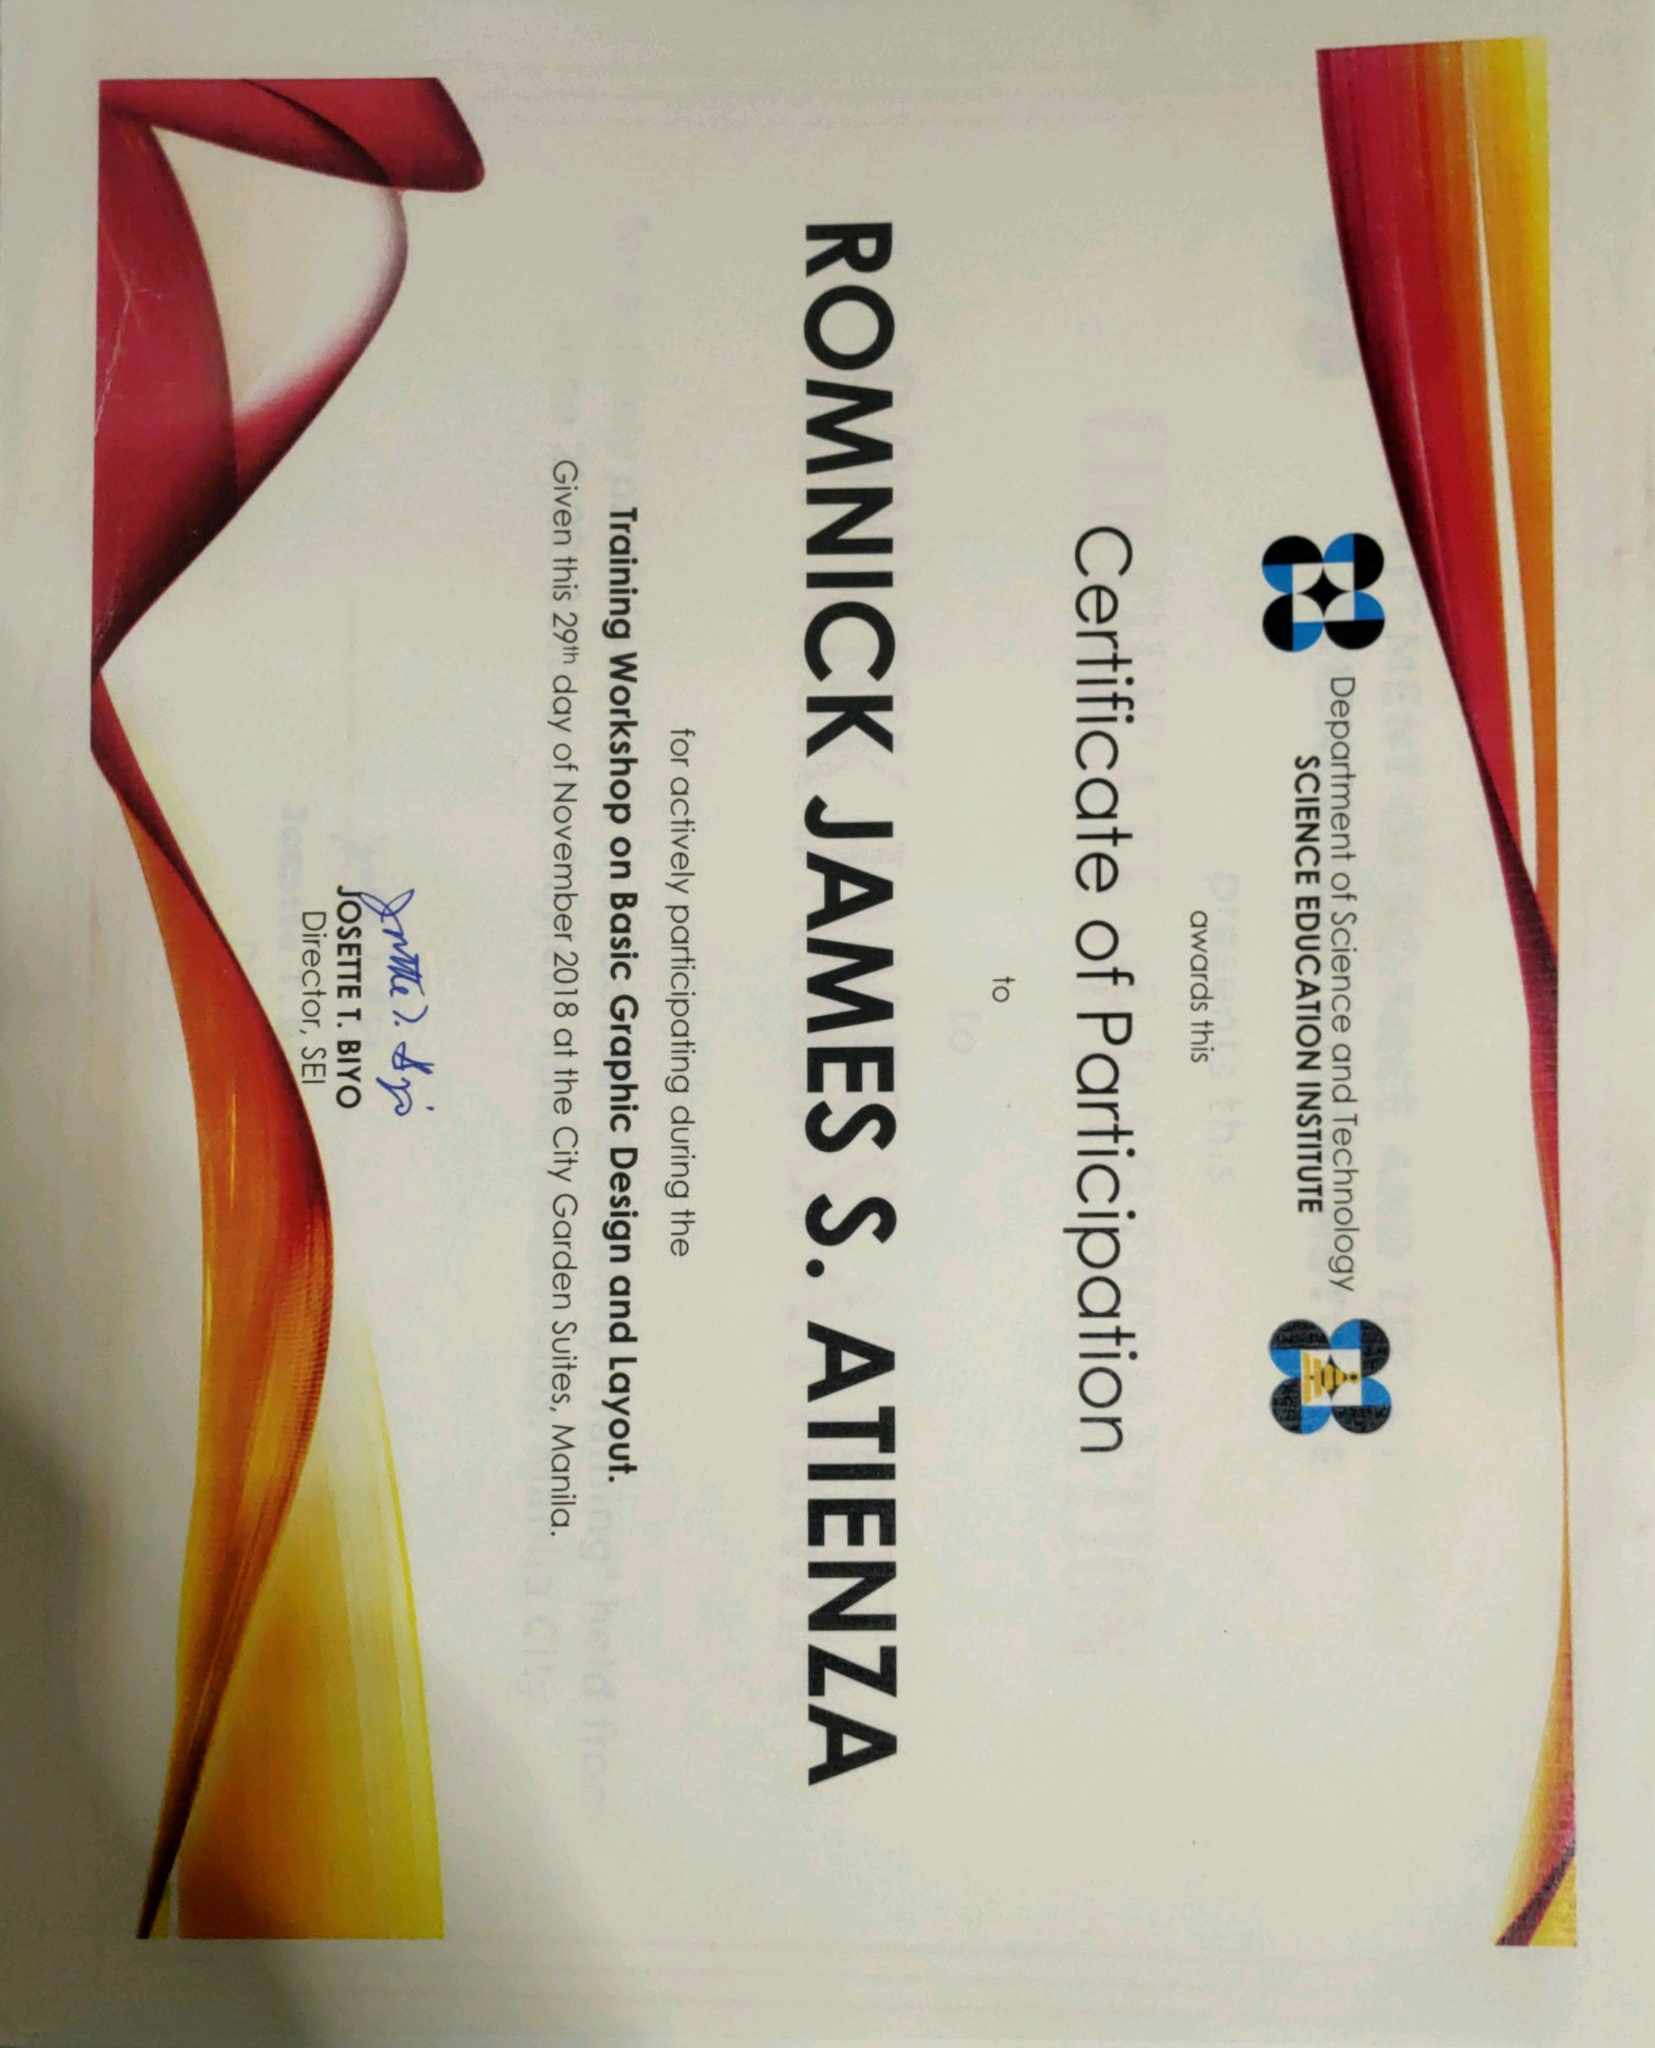 Department of Science and Technology
SCIENCE EDUCATION INSTITUTE
awards this
Certificate of Participation
to
ROMNICK JAMES S. ATIENZA
for actively participating during the
Training Workshop on Basic Graphic Design and Layout.
Given this 29th day of November 2018 at the City Garden Suites, Manila.
Josette T. Biyo
JOSETTE T. BIYO
Director, SEI